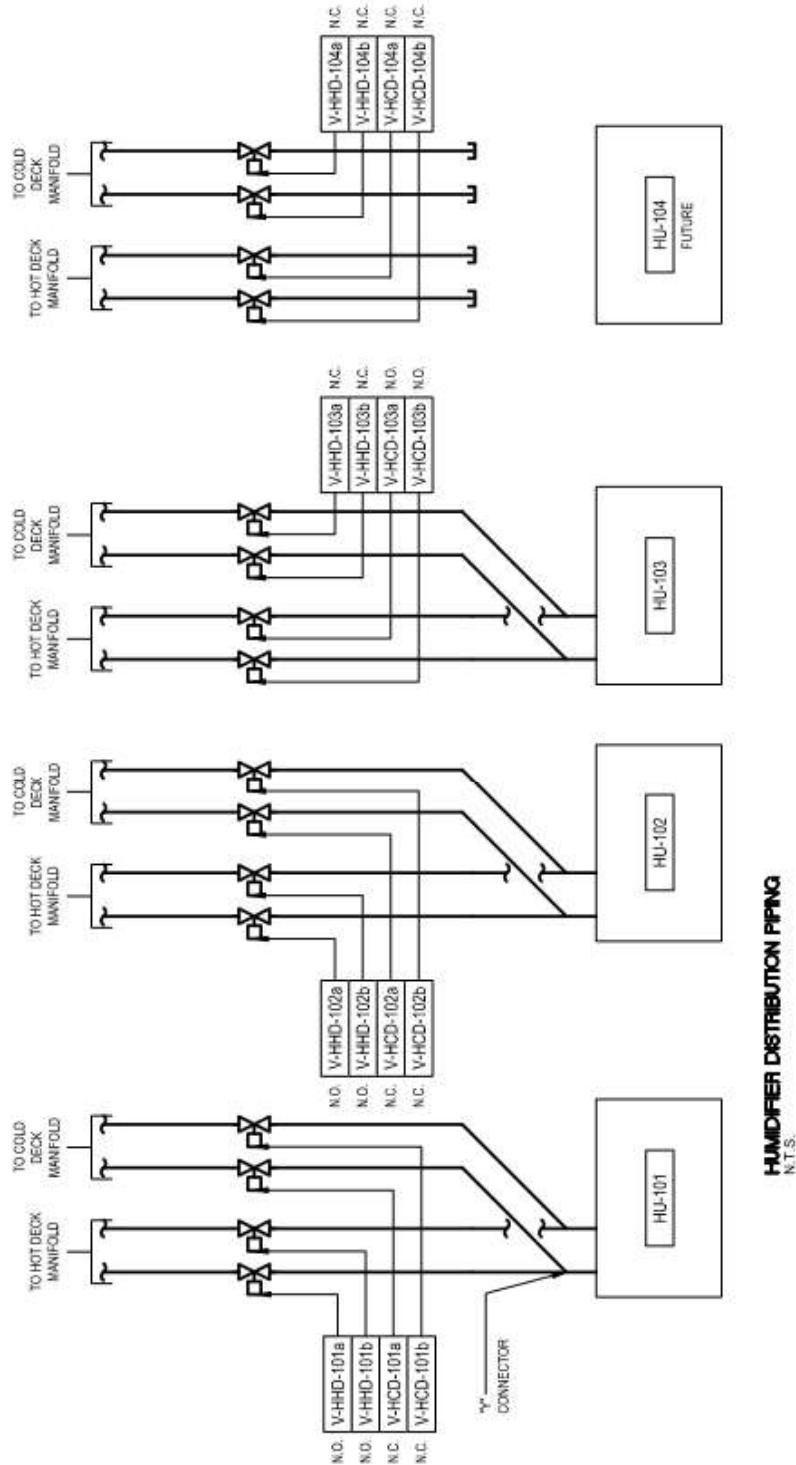 TO HOT DECK
MANIFOLD
TO COLD
DECK
MANIFOLD
N.O. V-HHD-101a
N.O. V-HHD-101b
N.C. V-HCD-101a
N.C. V-HCD-101b
"Y"
CONNECTOR
HU-101
TO HOT DECK
MANIFOLD
TO COLD
DECK
MANIFOLD
N.O. V-HHD-102a
N.O. V-HHD-102b
N.C. V-HCD-102a
N.C. V-HCD-102b
HU-102
TO HOT DECK
MANIFOLD
TO COLD
DECK
MANIFOLD
V-HHD-103a N.C.
V-HHD-103b N.C.
V-HCD-103a N.O.
V-HCD-103b N.O.
HU-103
TO HOT DECK
MANIFOLD
TO COLD
DECK
MANIFOLD
V-HHD-104a N.C.
V-HHD-104b N.C.
V-HCD-104a N.C.
V-HCD-104b N.C.
HU-104
FUTURE
HUMIDIFIER DISTRIBUTION PIPING
N.T.S.